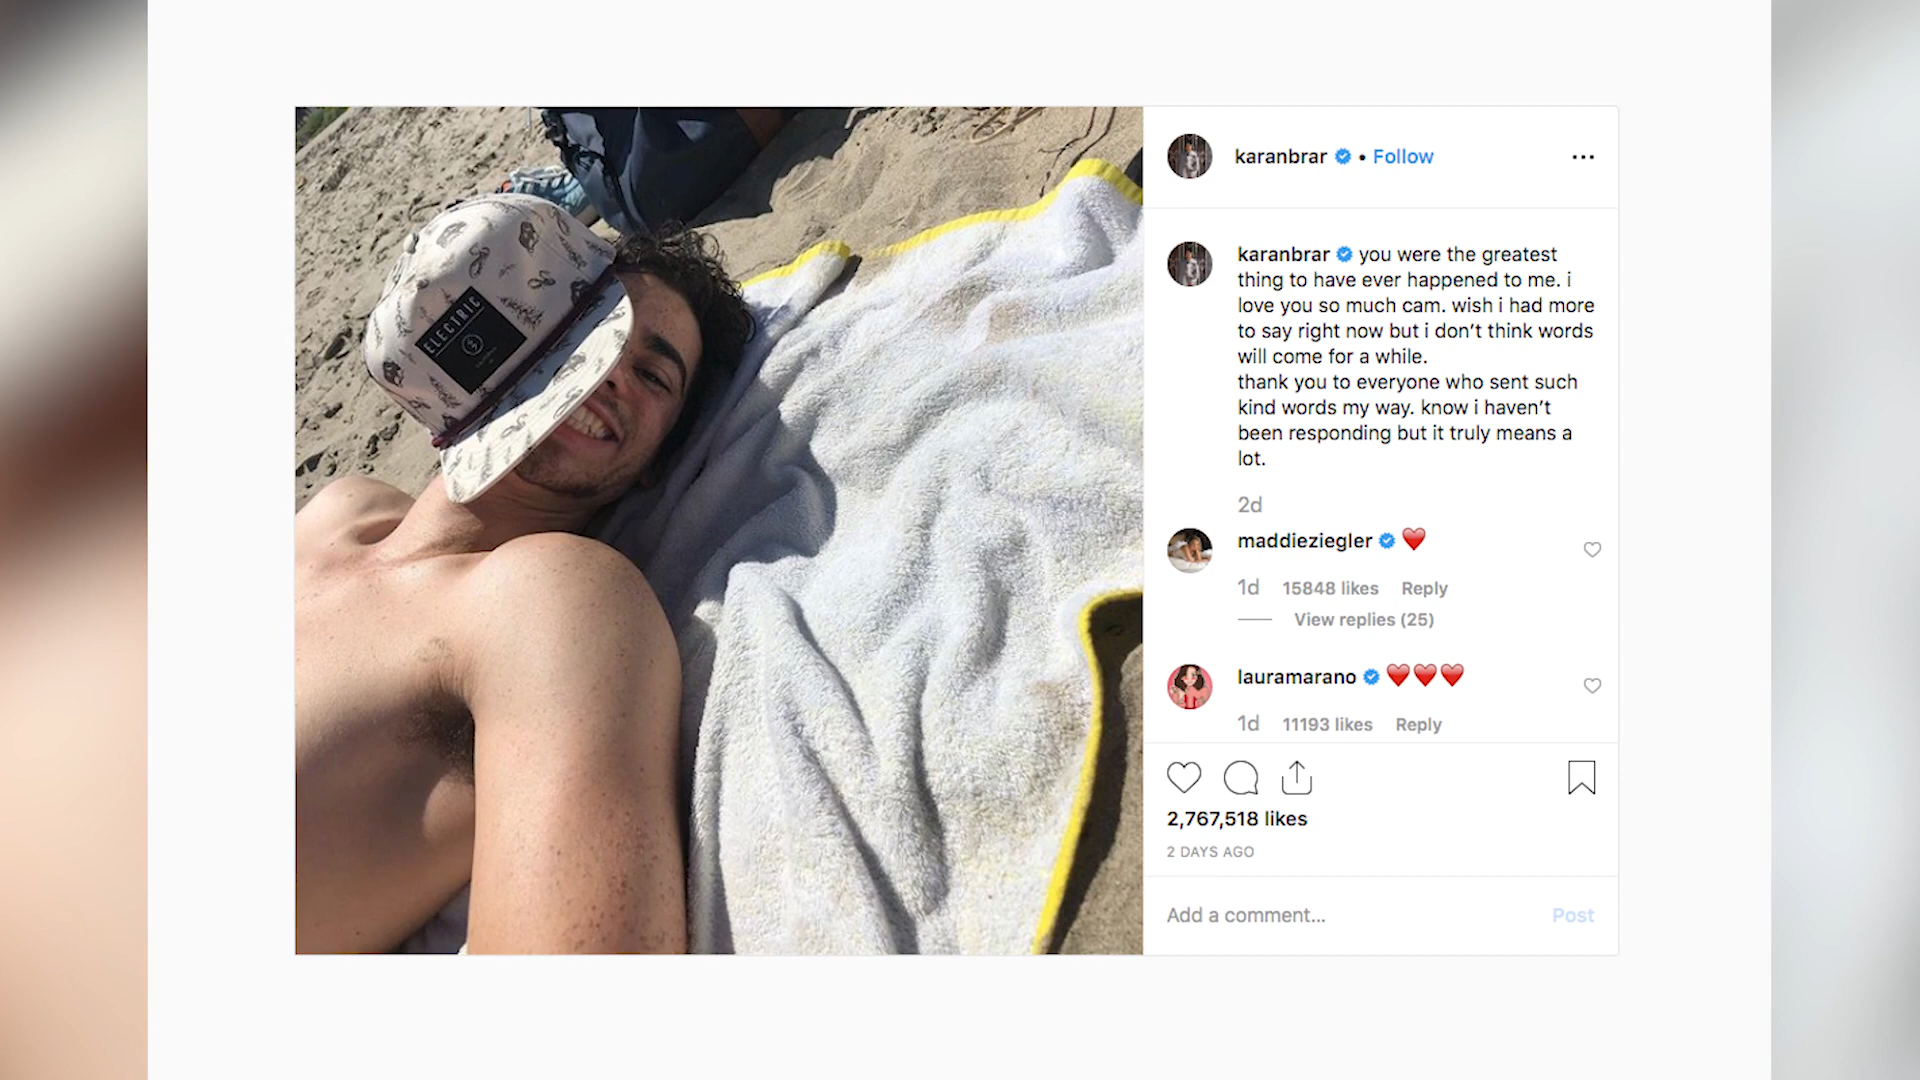 ELECTRIC
karanbrar • Follow
karanbrar you were the greatest
thing to have ever happened to me. i
love you so much cam. wish i had more
to say right now but i don't think words
will come for a while.
thank you to everyone who sent such
kind words my way. know i haven't
been responding but it truly means a
lot.
2d
maddieziegler ❤️
1d 15848 likes Reply
View replies (25)
lauramarano ❤️❤️❤️
1d 11193 likes Reply
2,767,518 likes
2 DAYS AGO
Add a comment... Post